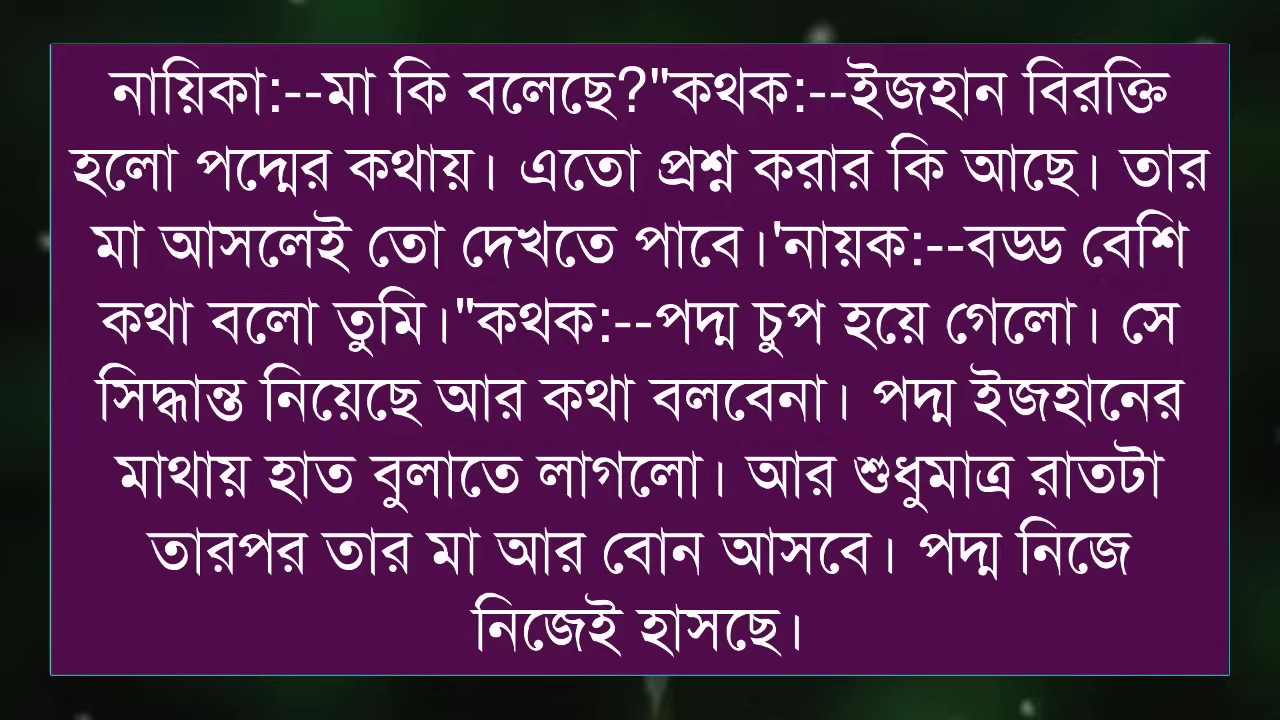 নায়িকা:--মা কি বলেছে?"কথক:--ইজহান বিরক্তি
হলো পদ্মের কথায়। এতো প্রশ্ন করার কি আছে। তার
মা আসলেই তো দেখতে পাবে।'নায়ক:--বড্ড বেশি
কথা বলো তুমি।"কথক:--পদ্ম চুপ হয়ে গেলো। সে
সিদ্ধান্ত নিয়েছে আর কথা বলবেনা। পদ্ম ইজহানের
মাথায় হাত বুলাতে লাগলো। আর শুধুমাত্র রাতটা
তারপর তার মা আর বোন আসবে। পদ্ম নিজে
নিজেই হাসছে।